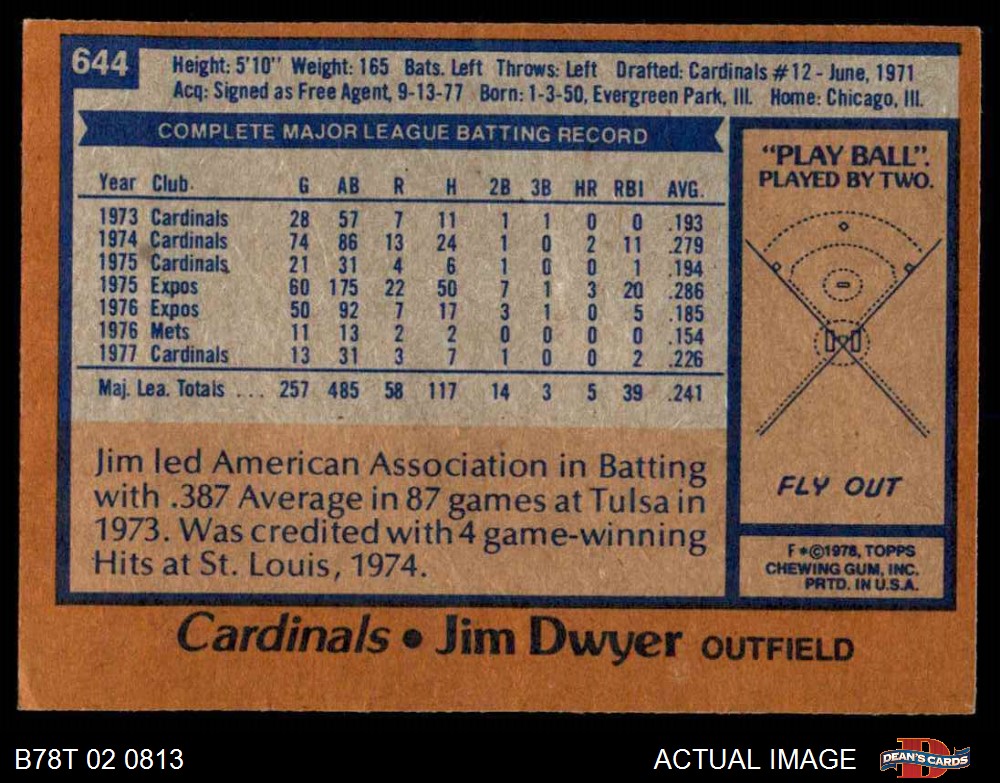 644
Height: 5'10" Weight: 165 Bats. Left Throws: Left Drafted: Cardinals #12 - June, 1971
Acq: Signed as Free Agent, 9-13-77 Born: 1-3-50, Evergreen Park, Ill. Home: Chicago, Ill.
COMPLETE MAJOR LEAGUE BATTING RECORD
Year Club. G AB R H 2B 3B HR RBI AVG.
1973 Cardinals 28 57 7 11 1 1 0 0 .193
1974 Cardinals 74 86 13 24 1 0 2 11 .279
1975 Cardinals 21 31 4 6 1 0 0 1 .194
1975 Expos 60 175 22 50 7 1 3 20 .286
1976 Expos 50 92 7 17 3 1 0 5 .185
1976 Mets 11 13 2 2 0 0 0 0 .154
1977 Cardinals 13 31 3 7 1 0 0 2 .226
Maj. Lea. Totals ... 257 485 58 117 14 3 5 39 .241
Jim led American Association in Batting
with .387 Average in 87 games at Tulsa in
1973. Was credited with 4 game-winning
Hits at St. Louis, 1974.
"PLAY BALL".
PLAYED BY TWO.
FLY OUT
F*©1978, TOPPS
CHEWING GUM, INC.
PRTD. IN U.S.A.
Cardinals • Jim Dwyer OUTFIELD
B78T 02 0813
ACTUAL IMAGE
DEAN'S CARDS